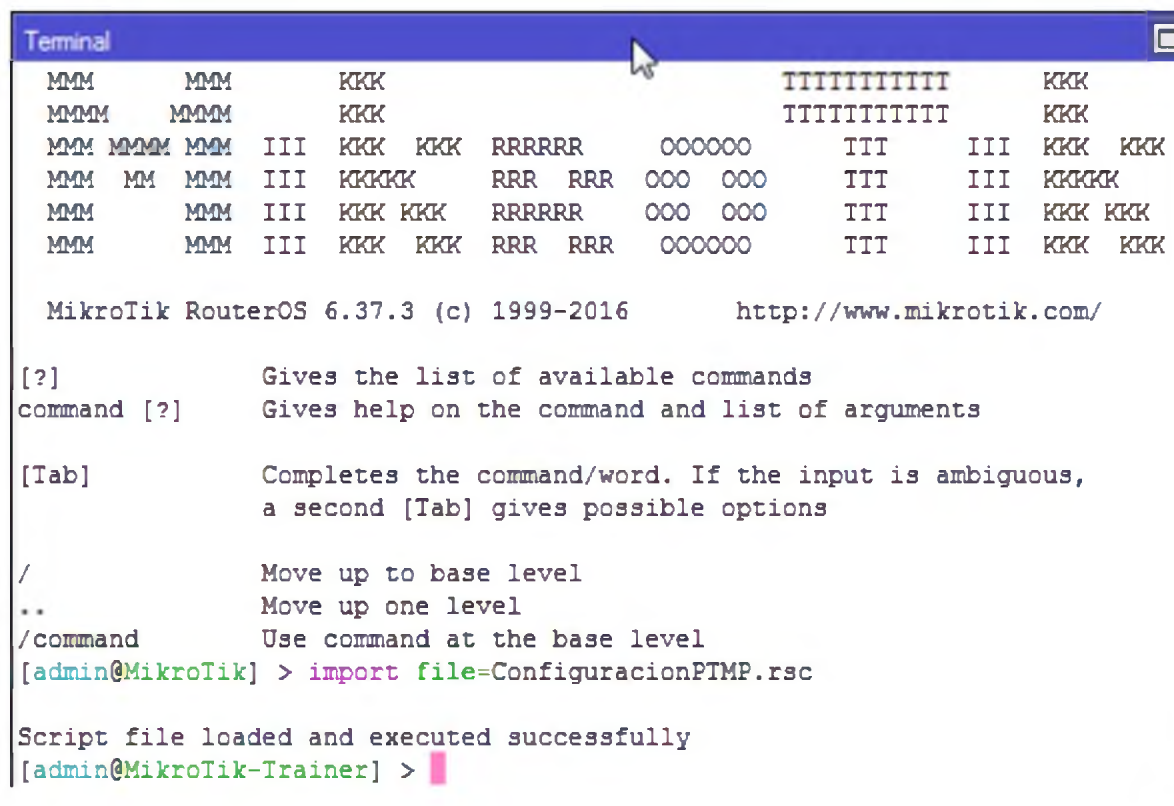 Terminal
MMM      MMM       KKK                          TTTTTTTTTTT      KKK
MMMM    MMMM       KKK                          TTTTTTTTTTT      KKK
MMM MMMM MMM  III  KKK  KKK  RRRRRR     OOOOOO      TTT     III  KKK  KKK
MMM  MM  MMM  III  KKKKK     RRR  RRR  OOO  OOO     TTT     III  KKKKK
MMM      MMM  III  KKK KKK   RRRRRR    OOO  OOO     TTT     III  KKK KKK
MMM      MMM  III  KKK  KKK  RRR  RRR   OOOOOO      TTT     III  KKK  KKK
MikroTik RouterOS 6.37.3 (c) 1999-2016       http://www.mikrotik.com/
[?]             Gives the list of available commands
command [?]     Gives help on the command and list of arguments
[Tab]           Completes the command/word. If the input is ambiguous,
a second [Tab] gives possible options
/               Move up to base level
..              Move up one level
/command        Use command at the base level
[admin@MikroTik] > import file=ConfiguracionPTMP.rsc
Script file loaded and executed successfully
[admin@MikroTik-Trainer] >